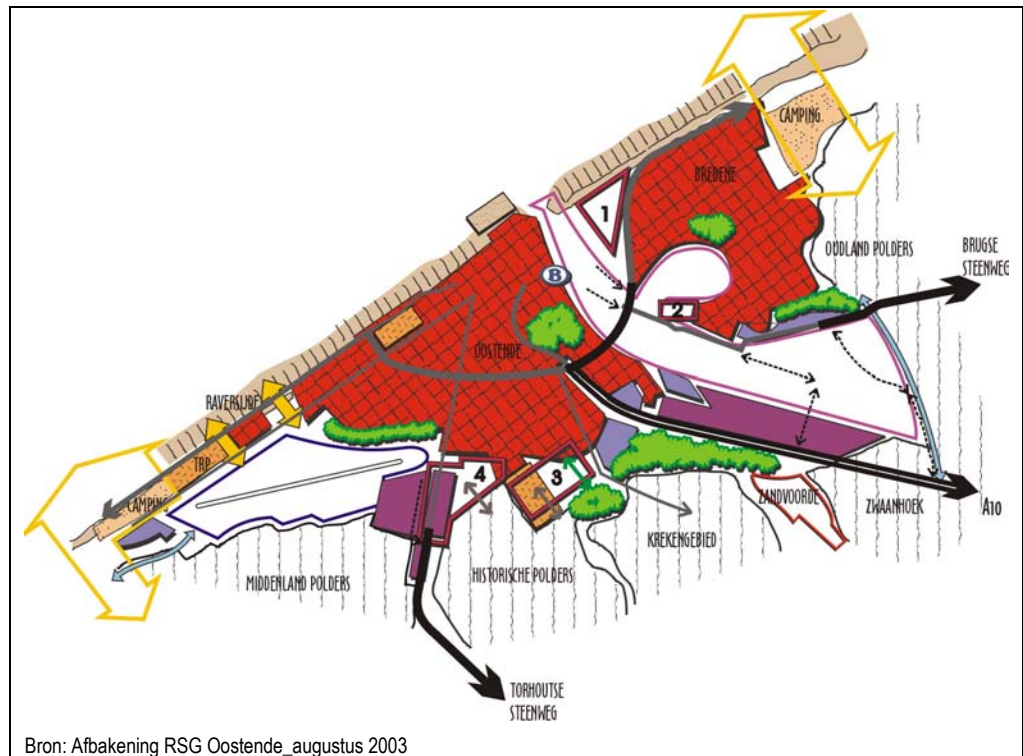 CAMPING
BREDENE
1
OUDLAND POLDERS
BRUGSE
STEENWEG
B
2
OOSTENDE
RAVERSIJDE
TRP
CAMPING
4
3
ZANDVOORDE
ZWAANHOEK
A10
KREKENGEBIED
MIDDENLAND POLDERS
HISTORISCHE POLDERS
TORHOUTSE
STEENWEG
Bron: Afbakening RSG Oostende_augustus 2003